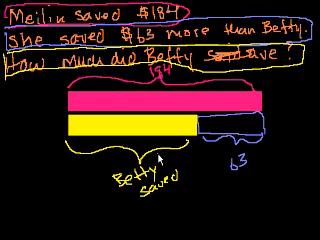 Meilin saved $184
She saved $63 more than Betty.
How much did Betty save?
184
63
Betty
saved